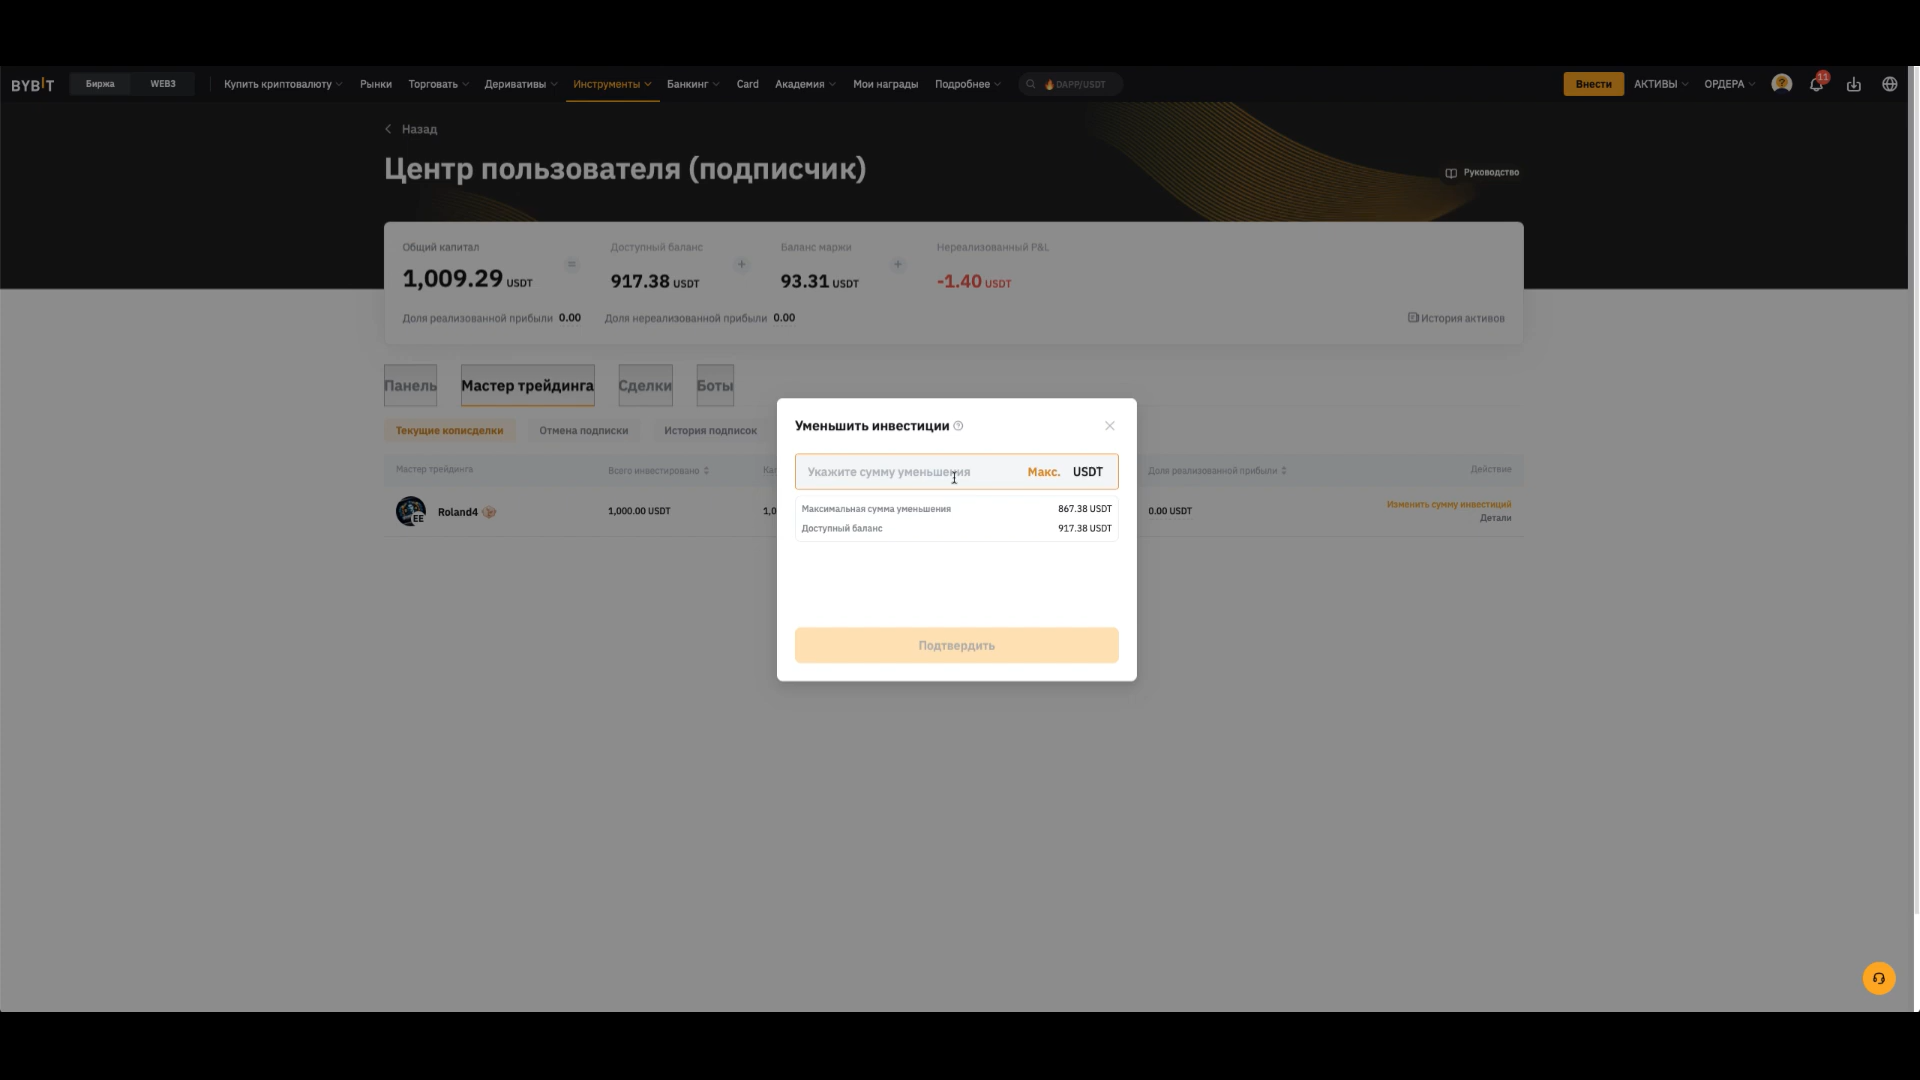 BYBIT Биржа WEB3 Купить криптовалюту Рынки Торговать Деривативы Инструменты Банкинг Card Академия Мои награды Подробнее DAPP/USDT Внести АКТИВЫ ОРДЕРА 11
Назад
Центр пользователя (подписчик)
Руководство
Общий капитал Доступный баланс Баланс маржи Нереализованный P&L
1,009.29 USDT = 917.38 USDT + 93.31 USDT + -1.40 USDT
Доля реализованной прибыли 0.00 Доля нереализованной прибыли 0.00 История активов
Панель Мастер трейдинга Сделки Боты
Текущие кописделки Отмена подписки История подписок
Мастер трейдинга Всего инвестировано Доля реализованной прибыли Действие
EE Roland4 1,000.00 USDT 1,0 0.00 USDT Изменить сумму инвестиций
Детали
Уменьшить инвестиции
Укажите сумму уменьшения Макс. USDT
Максимальная сумма уменьшения 867.38 USDT
Доступный баланс 917.38 USDT
Подтвердить